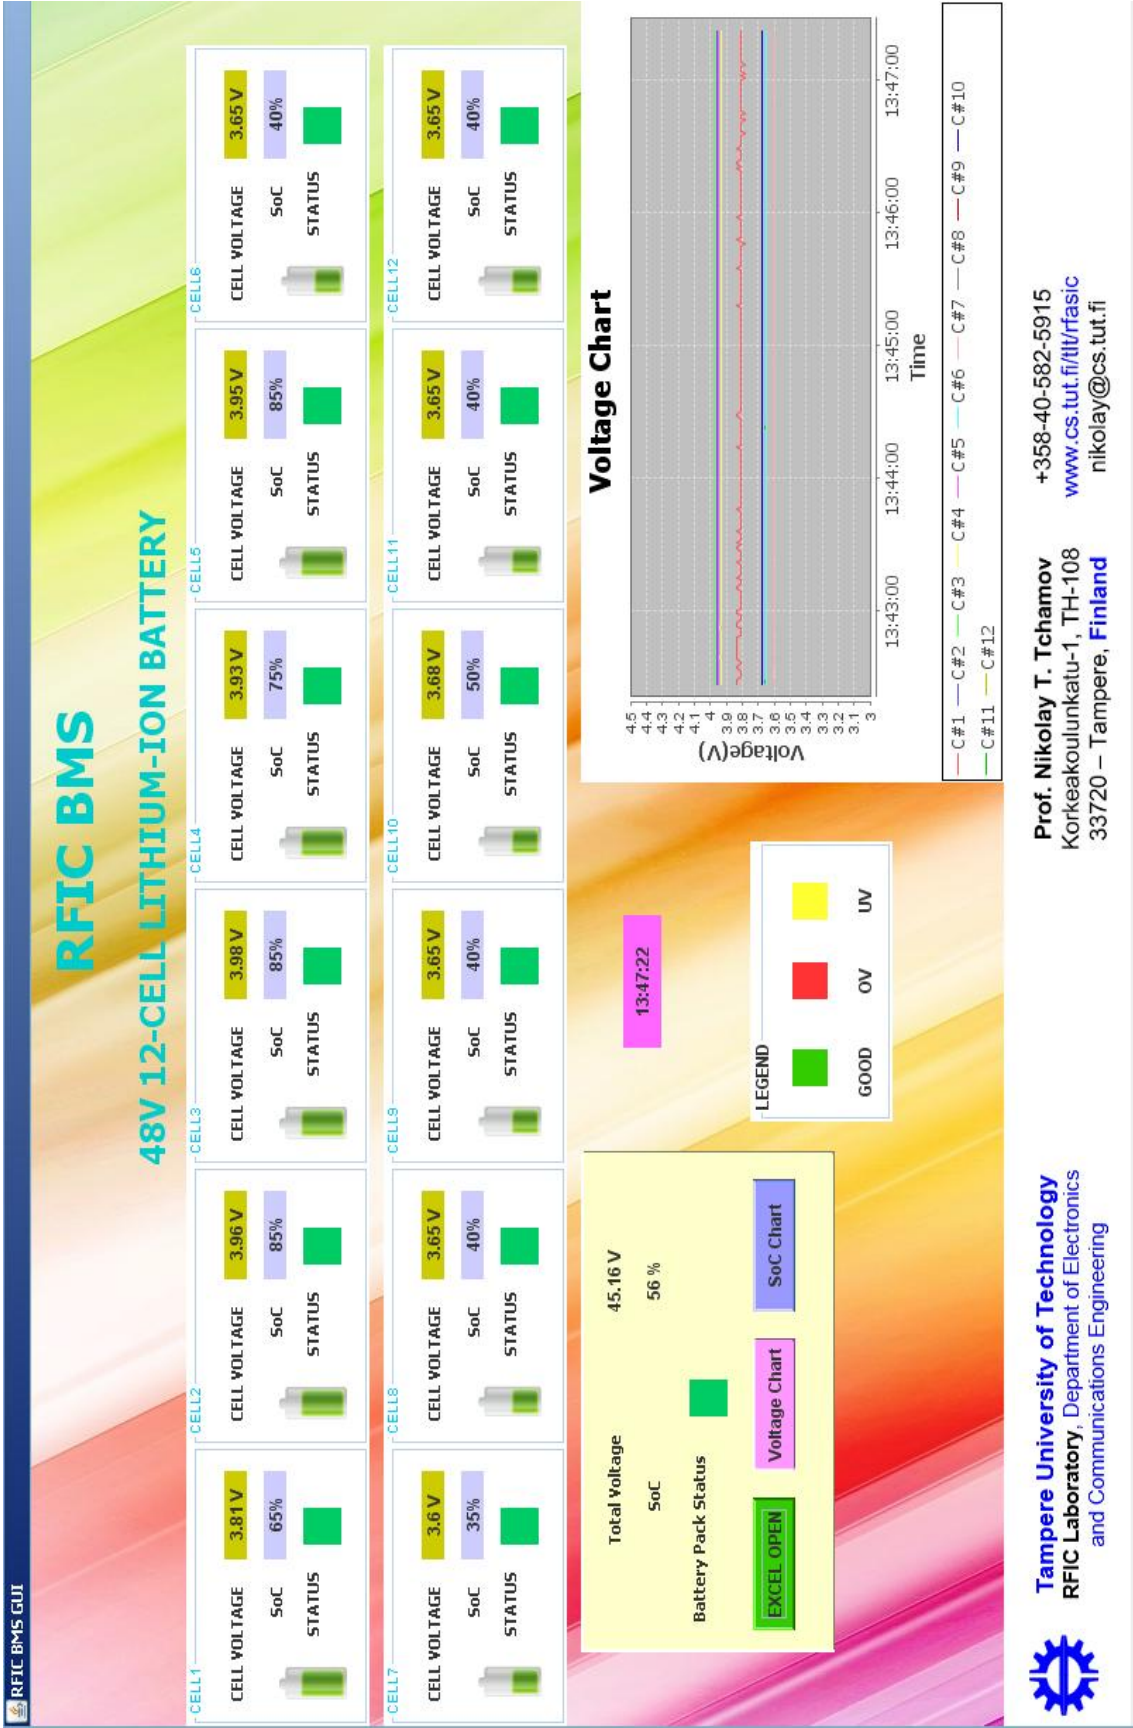 RFIC BMS GUI
RFIC BMS
48V 12-CELL LITHIUM-ION BATTERY
CELL1
CELL VOLTAGE 3.81 V
SoC 65%
STATUS
CELL2
CELL VOLTAGE 3.96 V
SoC 85%
STATUS
CELL3
CELL VOLTAGE 3.98 V
SoC 85%
STATUS
CELL4
CELL VOLTAGE 3.93 V
SoC 75%
STATUS
CELL5
CELL VOLTAGE 3.95 V
SoC 85%
STATUS
CELL6
CELL VOLTAGE 3.65 V
SoC 40%
STATUS
CELL7
CELL VOLTAGE 3.6 V
SoC 35%
STATUS
CELL8
CELL VOLTAGE 3.65 V
SoC 40%
STATUS
CELL9
CELL VOLTAGE 3.65 V
SoC 40%
STATUS
CELL10
CELL VOLTAGE 3.68 V
SoC 50%
STATUS
CELL11
CELL VOLTAGE 3.65 V
SoC 40%
STATUS
CELL12
CELL VOLTAGE 3.65 V
SoC 40%
STATUS
Total Voltage 45.16 V
SoC 56 %
Battery Pack Status
EXCEL OPEN Voltage Chart SoC Chart
13:47:22
LEGEND
GOOD OV UV
Voltage Chart
Voltage(V)
4.5
4.4
4.3
4.2
4.1
4
3.9
3.8
3.7
3.6
3.5
3.4
3.3
3.2
3.1
3
13:43:00 13:44:00 13:45:00 13:46:00 13:47:00
Time
C#1 C#2 C#3 C#4 C#5 C#6 C#7 C#8 C#9 C#10
C#11 C#12
Tampere University of Technology
RFIC Laboratory, Department of Electronics
and Communications Engineering
Prof. Nikolay T. Tchamov
Korkeakoulunkatu-1, TH-108
33720 – Tampere, Finland
+358-40-582-5915
www.cs.tut.fi/tlt/rfasic
nikolay@cs.tut.fi